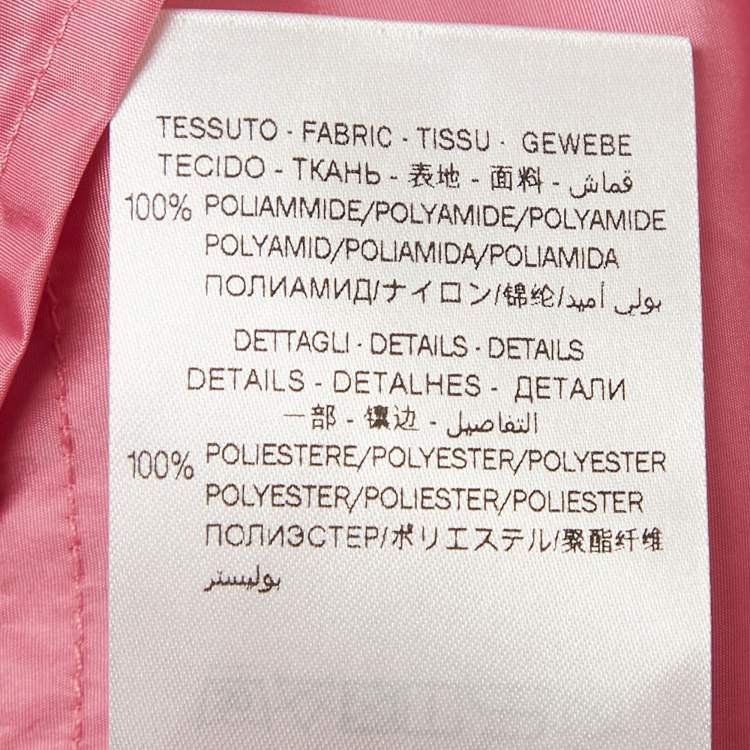 TESSUTO - FABRIC - TISSU - GEWEBE
TECIDO - ТКАНЬ - 表地 - 面料 - قماش
100% POLIAMMIDE/POLYAMIDE/POLYAMIDE
POLYAMID/POLIAMIDA/POLIAMIDA
ПОЛИАМИД/ナイロン/锦纶/بولي أميد
DETTAGLI - DETAILS - DETAILS
DETAILS - DETALHES - ДЕТАЛИ
一部 - 镶边 - التفاصيل
100% POLIESTERE/POLYESTER/POLYESTER
POLYESTER/POLIESTER/POLIESTER
ПОЛИЭСТЕР/ポリエステル/聚酯纤维
بوليستر